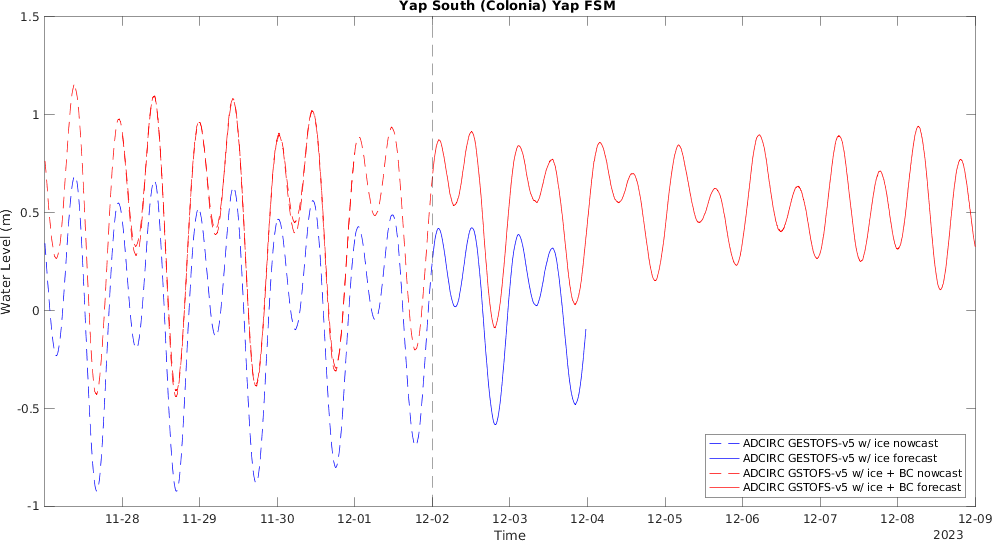 Yap South (Colonia) Yap FSM
1.5
1
0.5
0
-0.5
-1
Water Level (m)
ADCIRC GESTOFS-v5 w/ ice nowcast
ADCIRC GESTOFS-v5 w/ ice forecast
ADCIRC GSTOFS-v5 w/ ice + BC nowcast
ADCIRC GSTOFS-v5 w/ ice + BC forecast
11-28 11-29 11-30 12-01 12-02 12-03 12-04 12-05 12-06 12-07 12-08 12-09
Time
2023